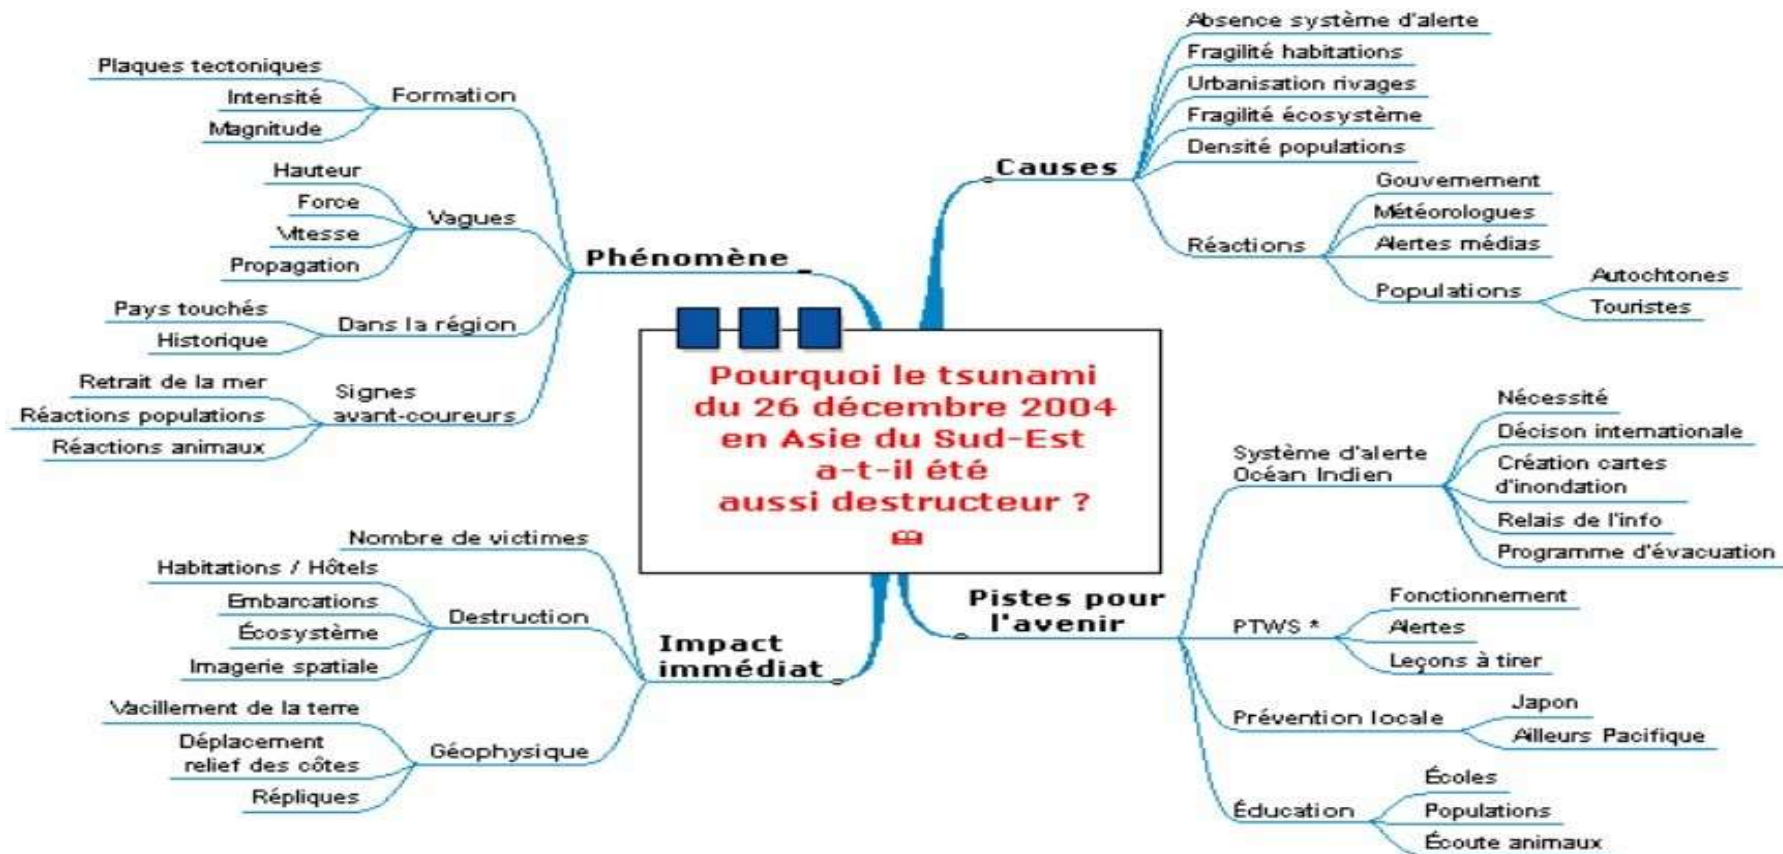 Pourquoi le tsunami
du 26 décembre 2004
en Asie du Sud-Est
a-t-il été
aussi destructeur ?
Phénomène
Formation
Plaques tectoniques
Intensité
Magnitude
Vagues
Hauteur
Force
Vitesse
Propagation
Dans la région
Pays touchés
Historique
Signes
avant-coureurs
Retrait de la mer
Réactions populations
Réactions animaux
Causes
Absence système d'alerte
Fragilité habitations
Urbanisation rivages
Fragilité écosystème
Densité populations
Réactions
Gouvernement
Météorologues
Alertes médias
Populations
Autochtones
Touristes
Impact
immédiat
Nombre de victimes
Destruction
Habitations / Hôtels
Embarcations
Écosystème
Imagerie spatiale
Géophysique
Vacillement de la terre
Déplacement
relief des côtes
Répliques
Pistes pour
l'avenir
Système d'alerte
Océan Indien
Nécessité
Décison internationale
Création cartes
d'inondation
Relais de l'info
Programme d'évacuation
PTWS *
Fonctionnement
Alertes
Leçons à tirer
Prévention locale
Japon
Ailleurs Pacifique
Éducation
Écoles
Populations
Écoute animaux